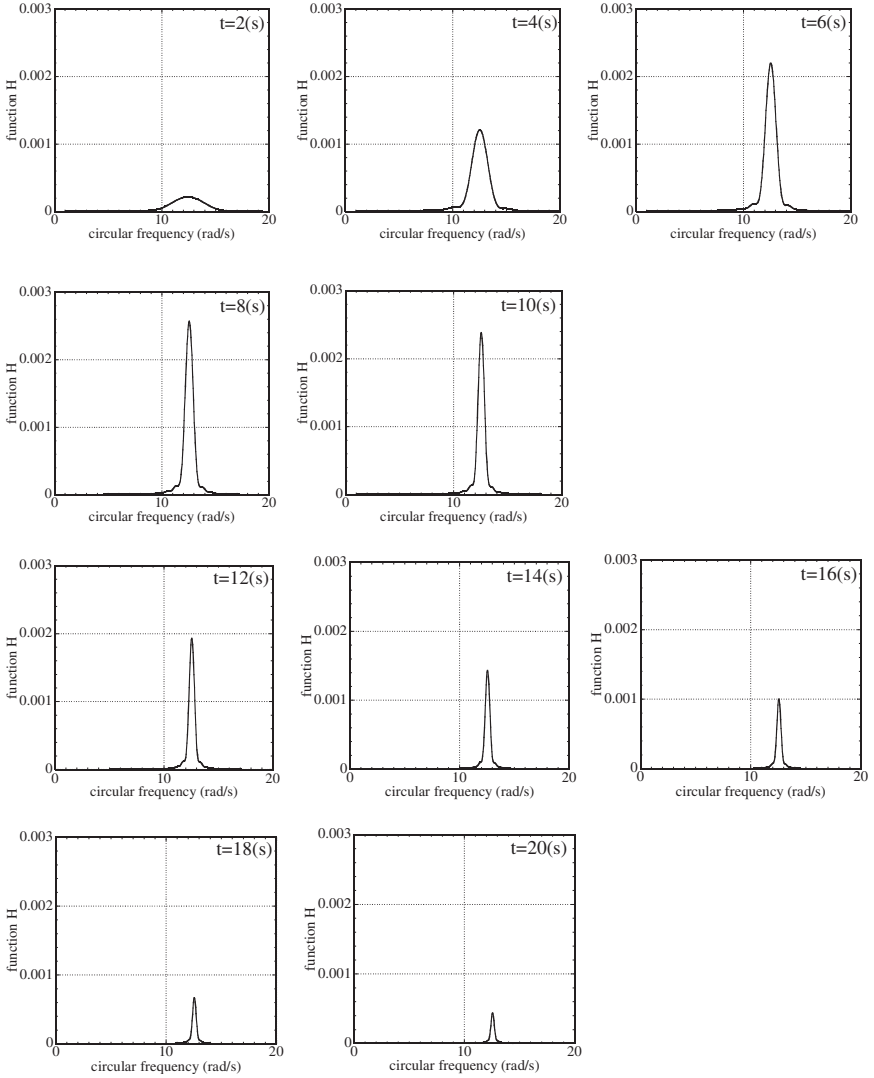 0.003
t=2(s)
0.002
function H
0.001
0
0 10 20
circular frequency (rad/s)
0.003
t=4(s)
0.002
function H
0.001
0
0 10 20
circular frequency (rad/s)
0.003
t=6(s)
0.002
function H
0.001
0
0 10 20
circular frequency (rad/s)
0.003
t=8(s)
0.002
function H
0.001
0
0 10 20
circular frequency (rad/s)
0.003
t=10(s)
0.002
function H
0.001
0
0 10 20
circular frequency (rad/s)
0.003
t=12(s)
0.002
function H
0.001
0
0 10 20
circular frequency (rad/s)
0.003
t=14(s)
0.002
function H
0.001
0
0 10 20
circular frequency (rad/s)
0.003
t=16(s)
0.002
function H
0.001
0
0 10 20
circular frequency (rad/s)
0.003
t=18(s)
0.002
function H
0.001
0
0 10 20
circular frequency (rad/s)
0.003
t=20(s)
0.002
function H
0.001
0
0 10 20
circular frequency (rad/s)